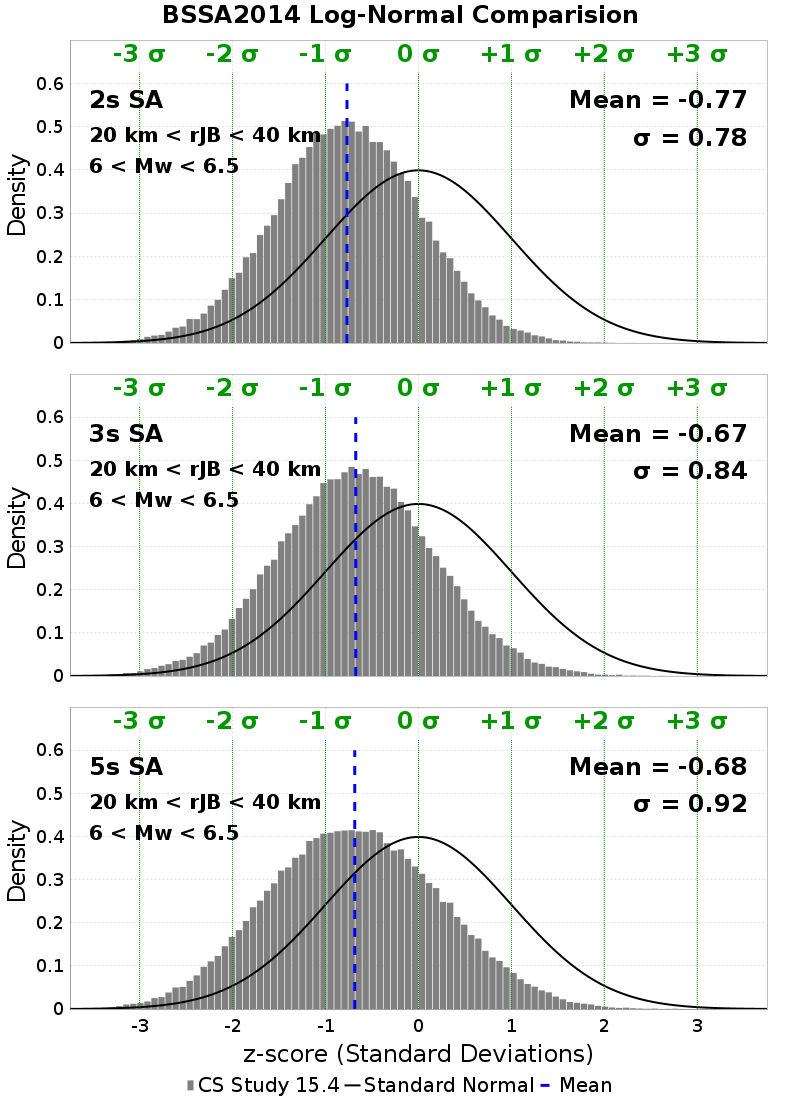 BSSA2014 Log-Normal Comparision
-3 σ -2 σ -1 σ 0 σ +1 σ +2 σ +3 σ
0.6
2s SA
Mean = -0.77
0.5
20 km < rJB < 40 km
σ = 0.78
6 < Mw < 6.5
0.4
0.3
0.2
0.1
0
Density
-3 σ -2 σ -1 σ 0 σ +1 σ +2 σ +3 σ
0.6
3s SA
Mean = -0.67
0.5
20 km < rJB < 40 km
σ = 0.84
6 < Mw < 6.5
0.4
0.3
0.2
0.1
0
Density
-3 σ -2 σ -1 σ 0 σ +1 σ +2 σ +3 σ
0.6
5s SA
Mean = -0.68
0.5
20 km < rJB < 40 km
σ = 0.92
6 < Mw < 6.5
0.4
0.3
0.2
0.1
0
Density
-3 -2 -1 0 1 2 3
z-score (Standard Deviations)
CS Study 15.4 Standard Normal Mean